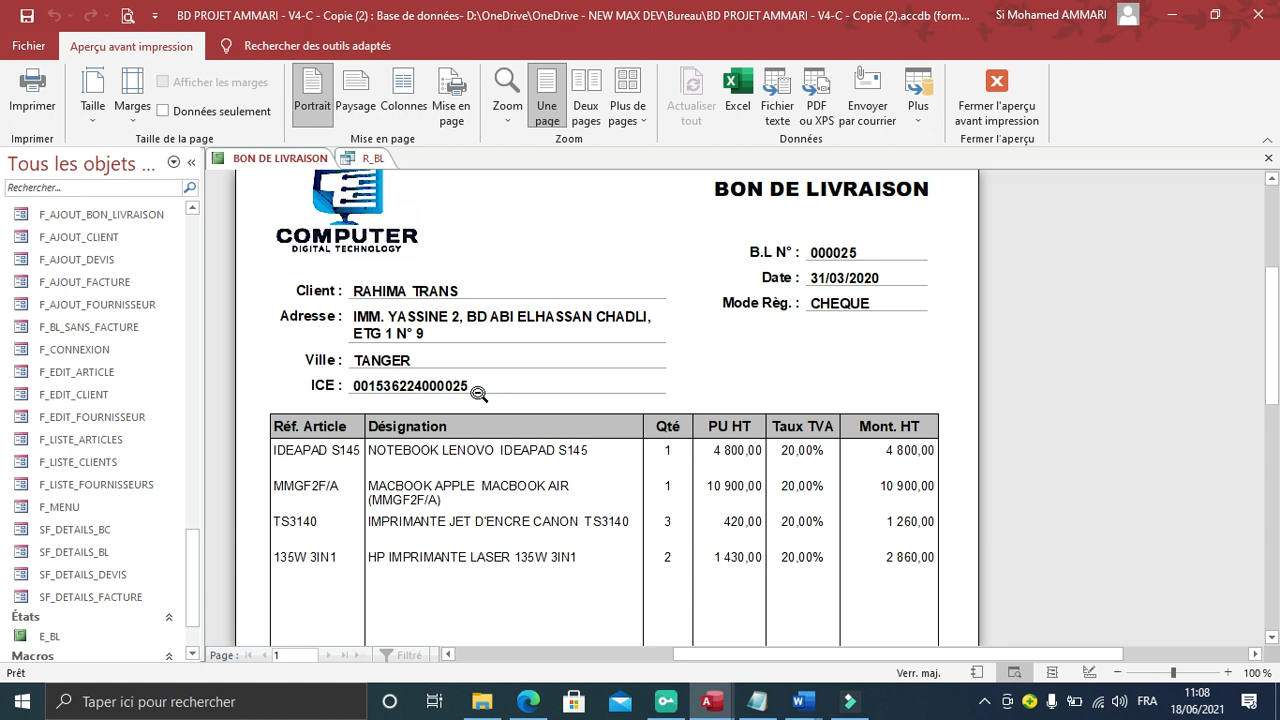 BD PROJET AMMARI - V4-C - Copie (2) : Base de données- D:\OneDrive\OneDrive - NEW MAX DEV\Bureau\BD PROJET AMMARI - V4-C - Copie (2).accdb (form...
Si Mohamed AMMARI
Fichier
Aperçu avant impression
Rechercher des outils adaptés
Imprimer
Taille
Marges
Afficher les marges
Données seulement
Portrait
Paysage
Colonnes
Mise en page
Zoom
Une page
Deux pages
Plus de pages
Actualiser tout
Excel
Fichier texte
PDF ou XPS
Envoyer par courrier
Plus
Fermer l'aperçu avant impression
Imprimer
Taille de la page
Mise en page
Zoom
Données
Fermer l'aperçu
Tous les objets ...
Rechercher...
F_AJOUT_BON_LIVRAISON
F_AJOUT_CLIENT
F_AJOUT_DEVIS
F_AJOUT_FACTURE
F_AJOUT_FOURNISSEUR
F_BL_SANS_FACTURE
F_CONNEXION
F_EDIT_ARTICLE
F_EDIT_CLIENT
F_EDIT_FOURNISSEUR
F_LISTE_ARTICLES
F_LISTE_CLIENTS
F_LISTE_FOURNISSEURS
F_MENU
SF_DETAILS_BC
SF_DETAILS_BL
SF_DETAILS_DEVIS
SF_DETAILS_FACTURE
États
E_BL
Macros
BON DE LIVRAISON
R_BL
COMPUTER
DIGITAL TECHNOLOGY
BON DE LIVRAISON
B.L N° : 000025
Date : 31/03/2020
Mode Règ. : CHEQUE
Client : RAHIMA TRANS
Adresse : IMM. YASSINE 2, BD ABI ELHASSAN CHADLI,
ETG 1 N° 9
Ville : TANGER
ICE : 001536224000025
Réf. Article Désignation Qté PU HT Taux TVA Mont. HT
IDEAPAD S145 NOTEBOOK LENOVO IDEAPAD S145 1 4 800,00 20,00% 4 800,00
MMGF2F/A MACBOOK APPLE MACBOOK AIR 1 10 900,00 20,00% 10 900,00
(MMGF2F/A)
TS3140 IMPRIMANTE JET D'ENCRE CANON TS3140 3 420,00 20,00% 1 260,00
135W 3IN1 HP IMPRIMANTE LASER 135W 3IN1 2 1 430,00 20,00% 2 860,00
Page : 1
Filtré
Prêt
Verr. maj.
100 %
Taper ici pour rechercher
FRA
11:08
18/06/2021